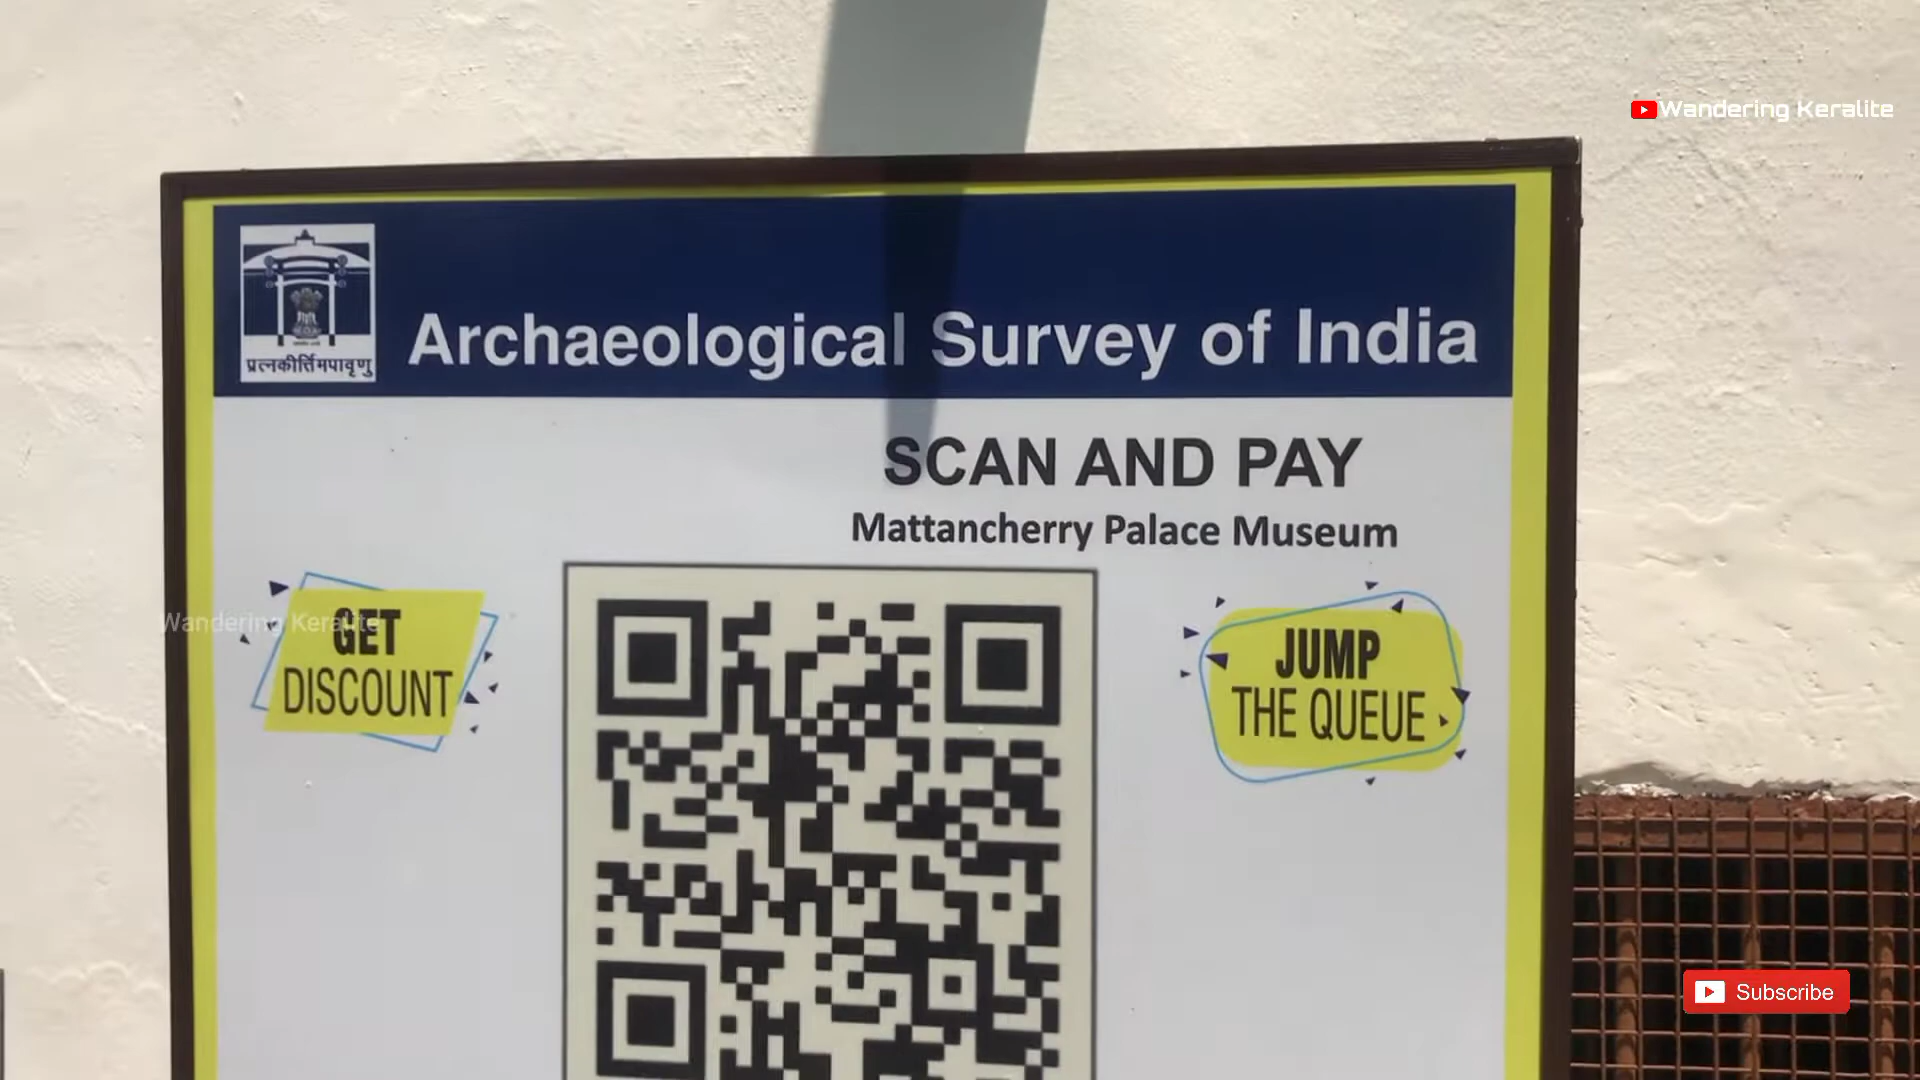 Wandering Keralite
प्रत्नकीर्त्तिमपावृणु
Archaeological Survey of India
SCAN AND PAY
Mattancherry Palace Museum
Wandering Keralite
GET
DISCOUNT
JUMP
THE QUEUE
Subscribe